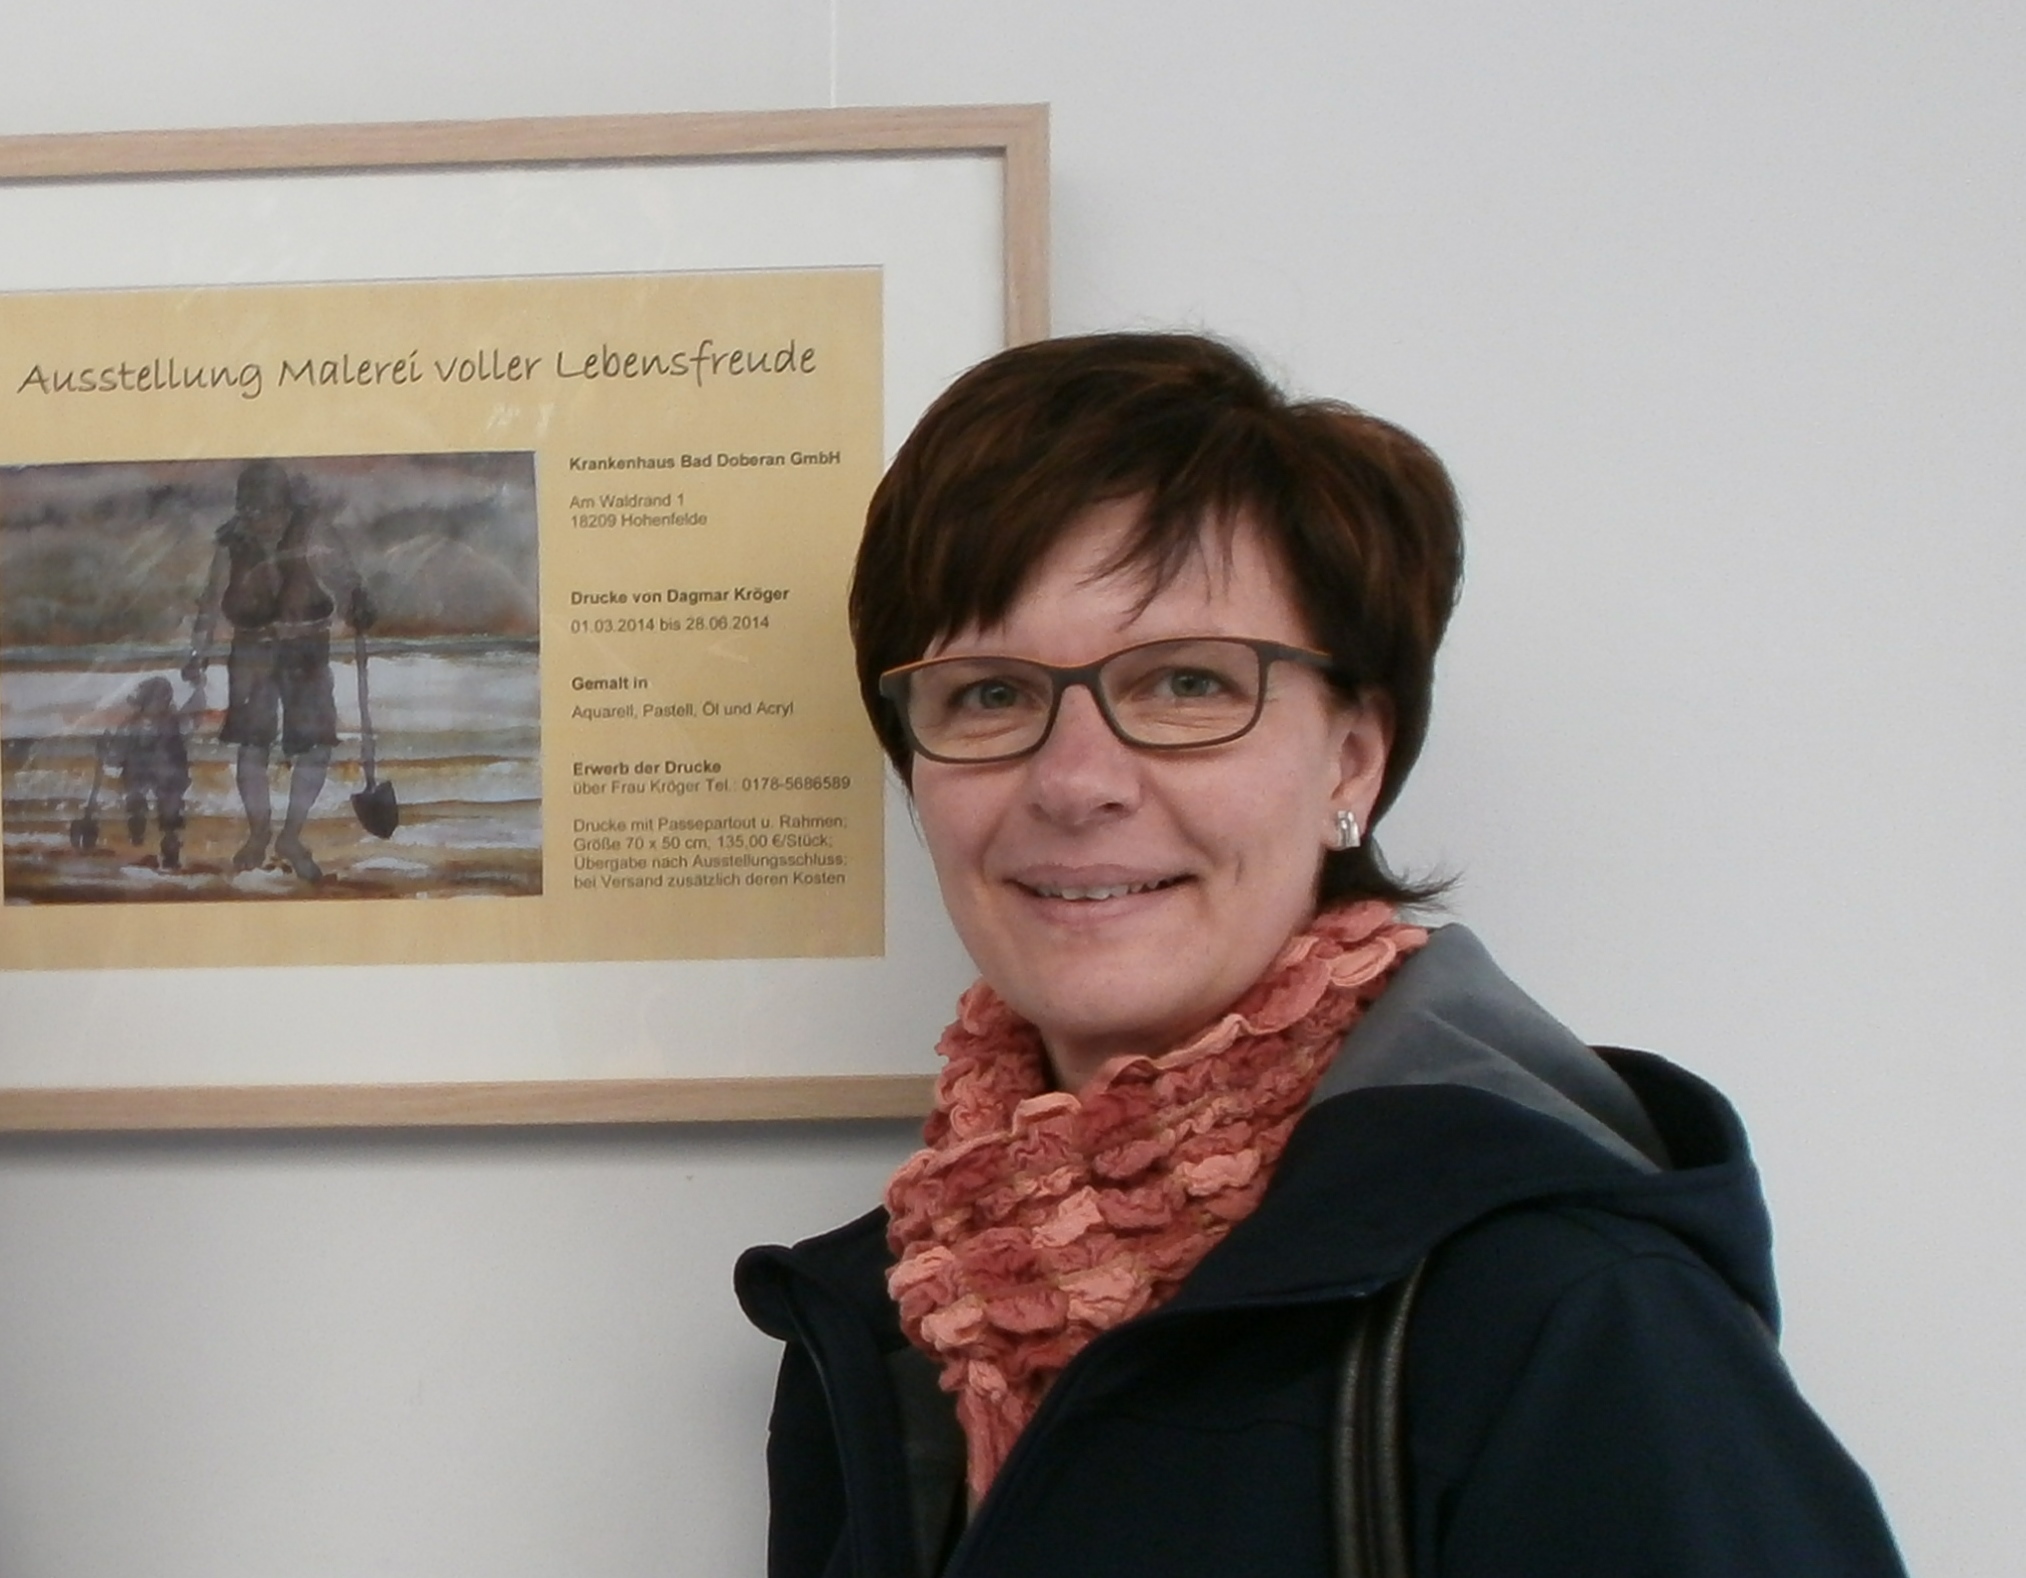 Ausstellung Malerei voller Lebensfreude
Krankenhaus Bad Doberan GmbH
Am Waldrand 1
18209 Hohenfelde
Drucke von Dagmar Kröger
01.03.2014 bis 28.06.2014
Gemalt in
Aquarell, Pastell, Öl und Acryl
Erwerb der Drucke
über Frau Kröger Tel.: 0178-5686589
Drucke mit Passepartout u. Rahmen;
Größe 70 x 50 cm; 135,00 €/Stück;
Übergabe nach Ausstellungsschluss;
bei Versand zusätzlich deren Kosten